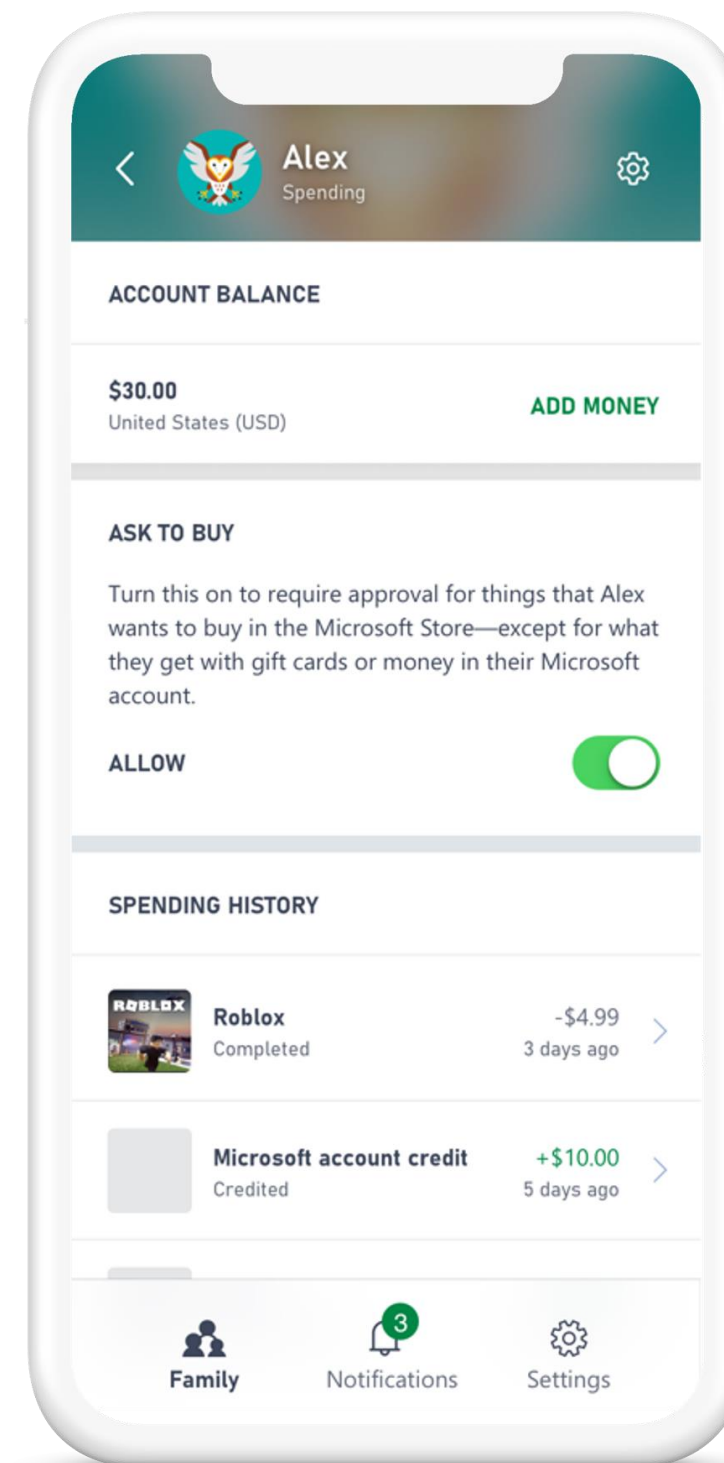 Alex
Spending
ACCOUNT BALANCE
$30.00
United States (USD)
ADD MONEY
ASK TO BUY
Turn this on to require approval for things that Alex
wants to buy in the Microsoft Store—except for what
they get with gift cards or money in their Microsoft
account.
ALLOW
SPENDING HISTORY
ROBLOX
Roblox
Completed
-$4.99
3 days ago
Microsoft account credit
Credited
+$10.00
5 days ago
Family
3
Notifications
Settings